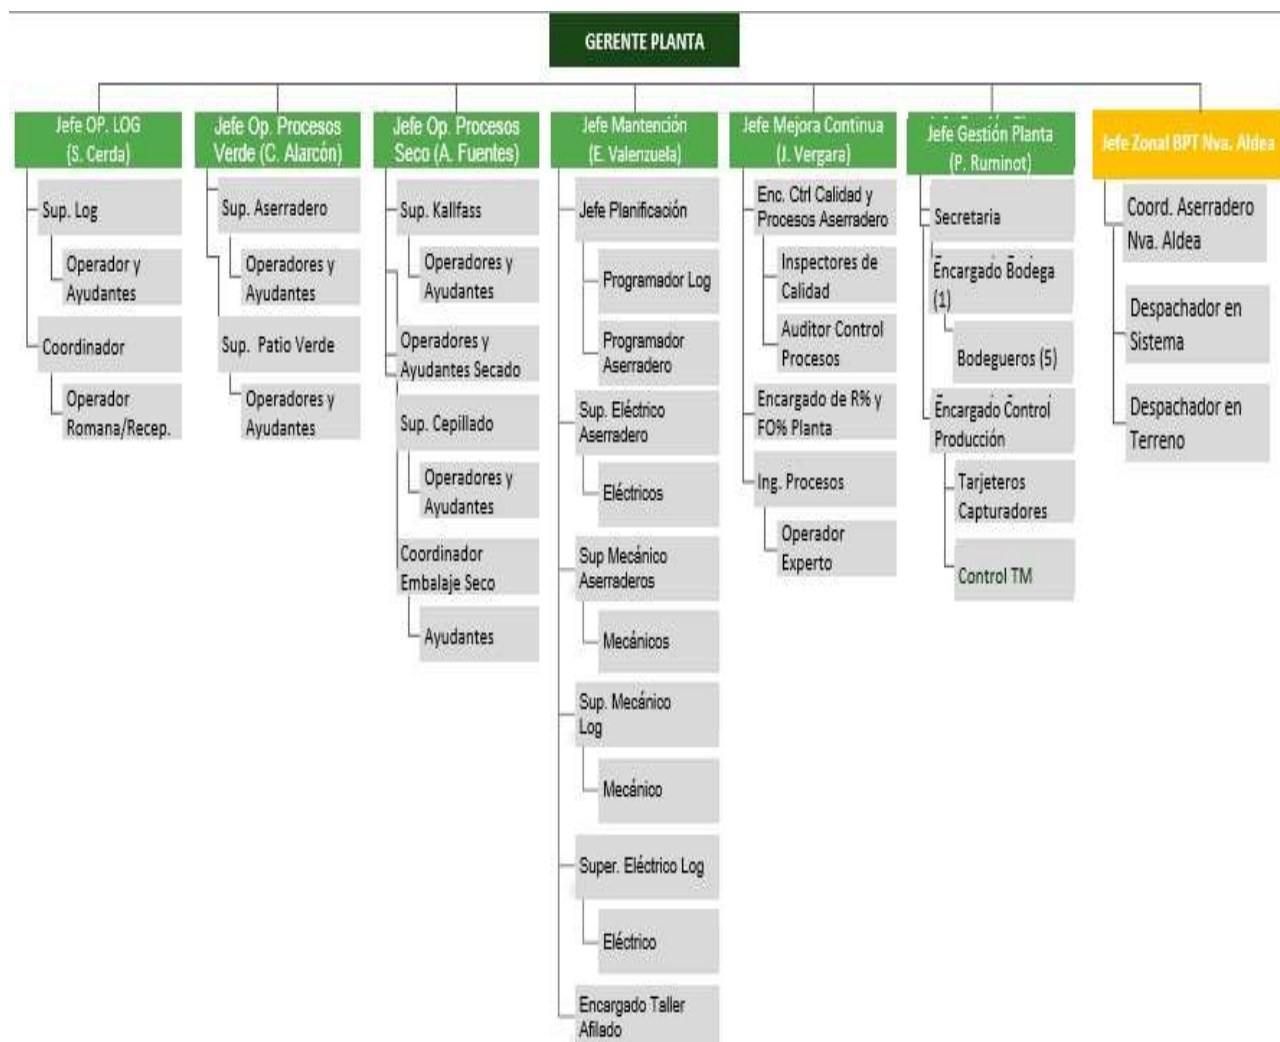 GERENTE PLANTA
Jefe OP. LOG
(S. Cerda)
Sup. Log
Operador y
Ayudantes
Coordinador
Operador
Romana/Recep.
Jefe Op. Procesos
Verde (C. Alarcón)
Sup. Aserradero
Operadores y
Ayudantes
Sup. Patio Verde
Operadores y
Ayudantes
Jefe Op. Procesos
Seco (A. Fuentes)
Sup. Kallfass
Operadores y
Ayudantes
Operadores y
Ayudantes Secado
Sup. Cepillado
Operadores y
Ayudantes
Coordinador
Embalaje Seco
Ayudantes
Jefe Mantención
(E. Valenzuela)
Jefe Planificación
Programador Log
Programador
Aserradero
Sup. Eléctrico
Aserradero
Eléctricos
Sup Mecánico
Aserraderos
Mecánicos
Sup. Mecánico
Log
Mecánico
Super. Eléctrico Log
Eléctrico
Encargado Taller
Afilado
Jefe Mejora Continua
(J. Vergara)
Enc. Ctrl Calidad y
Procesos Aserradero
Inspectores de
Calidad
Auditor Control
Procesos
Encargado de R% y
FO% Planta
Ing. Procesos
Operador
Experto
Jefe Gestión Planta
(P. Ruminot)
Secretaria
Encargado Bodega
(1)
Bodegueros (5)
Encargado Control
Producción
Tarjeteros
Capturadores
Control TM
Jefe Zonal BPT Nva. Aldea
Coord. Aserradero
Nva. Aldea
Despachador en
Sistema
Despachador en
Terreno